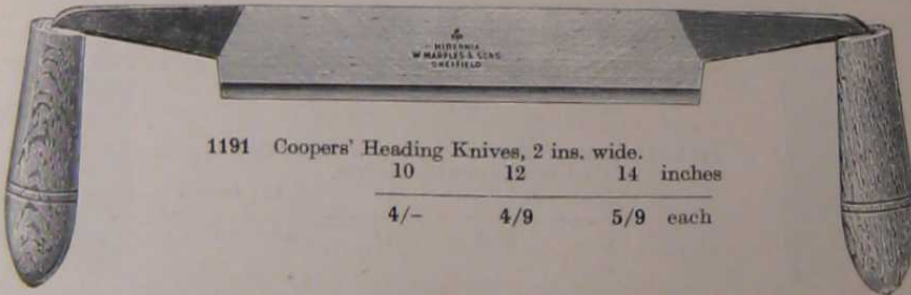 HIBERNIA
W MARPLES & SONS
SHEFFIELD
1191 Coopers' Heading Knives, 2 ins. wide.
10 12 14 inches
4/– 4/9 5/9 each